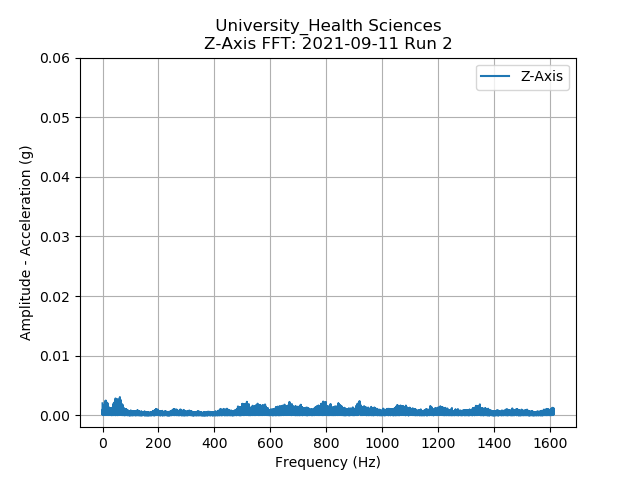 University_Health Sciences
Z-Axis FFT: 2021-09-11 Run 2
Z-Axis
0.06
0.05
0.04
0.03
0.02
0.01
0.00
Amplitude - Acceleration (g)
0 200 400 600 800 1000 1200 1400 1600
Frequency (Hz)